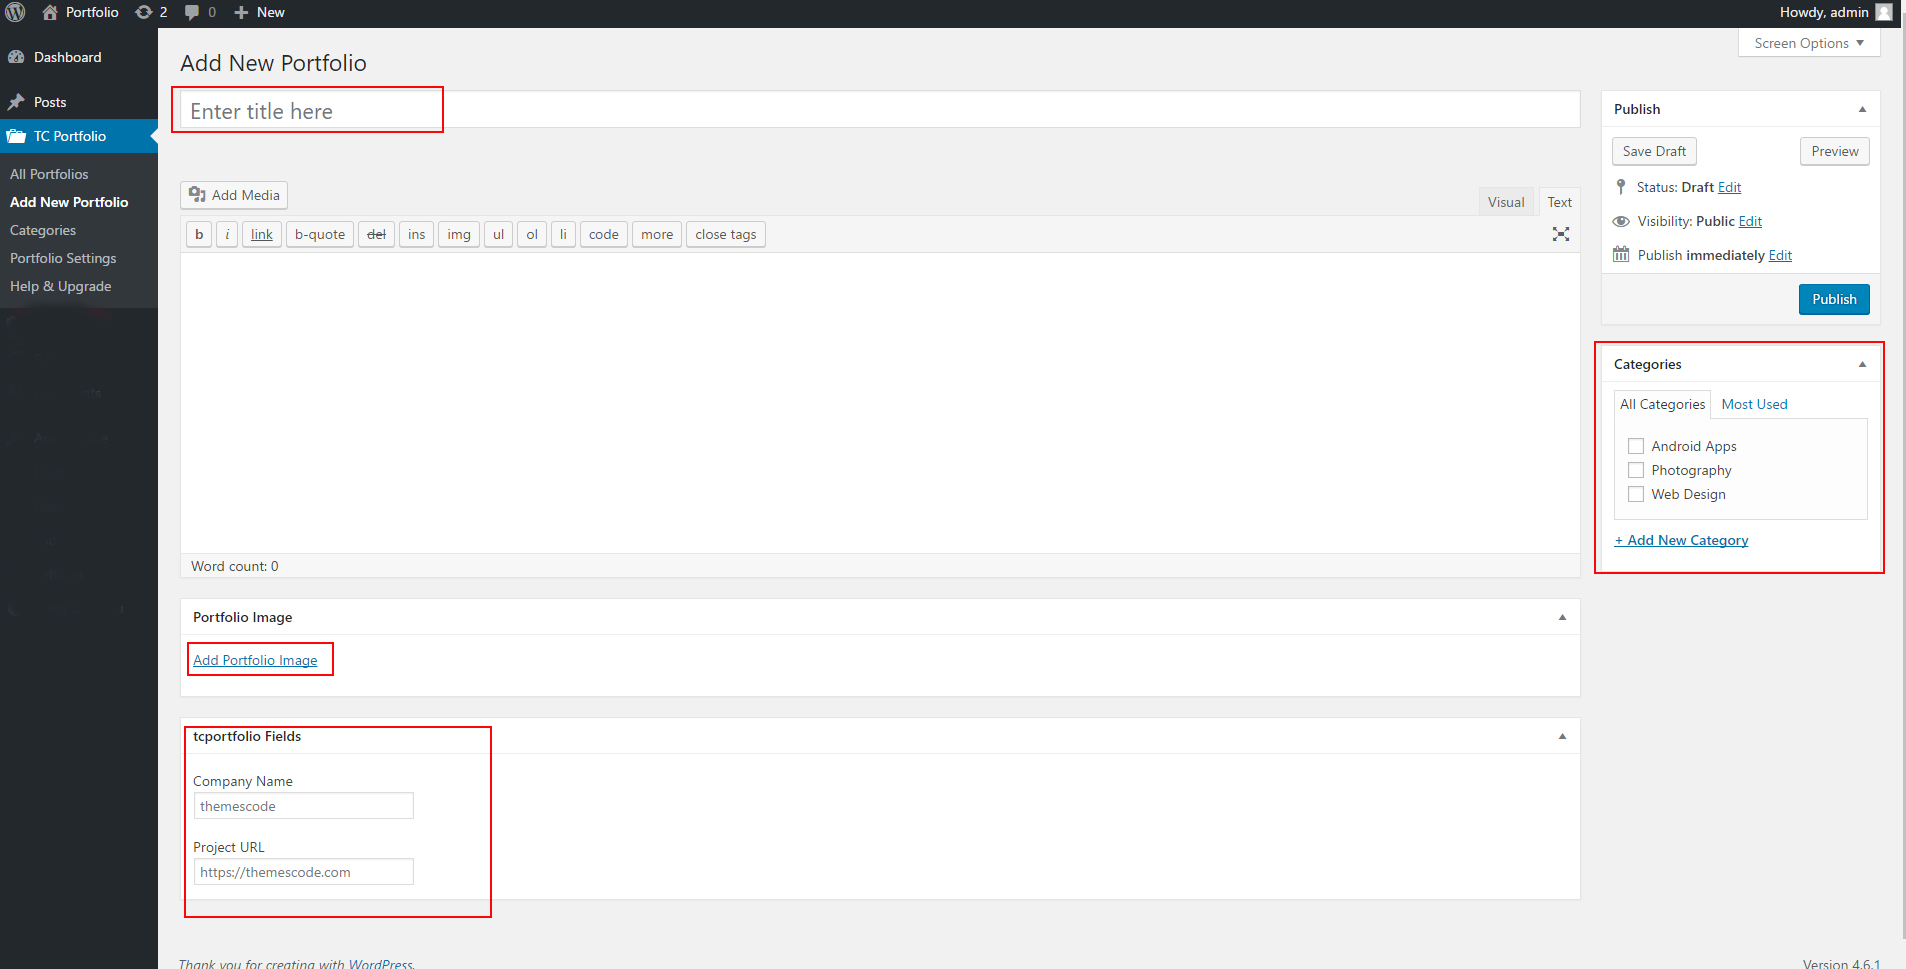 Portfolio 2 0 New Howdy, admin
Screen Options
Dashboard
Posts
TC Portfolio
All Portfolios
Add New Portfolio
Categories
Portfolio Settings
Help & Upgrade
Add New Portfolio
Enter title here
Add Media
Visual Text
b i link b-quote del ins img ul ol li code more close tags
Word count: 0
Portfolio Image
Add Portfolio Image
tcportfolio Fields
Company Name
themescode
Project URL
https://themescode.com
Publish
Save Draft Preview
Status: Draft Edit
Visibility: Public Edit
Publish immediately Edit
Publish
Categories
All Categories Most Used
Android Apps
Photography
Web Design
+ Add New Category
Thank you for creating with WordPress. Version 4.6.1